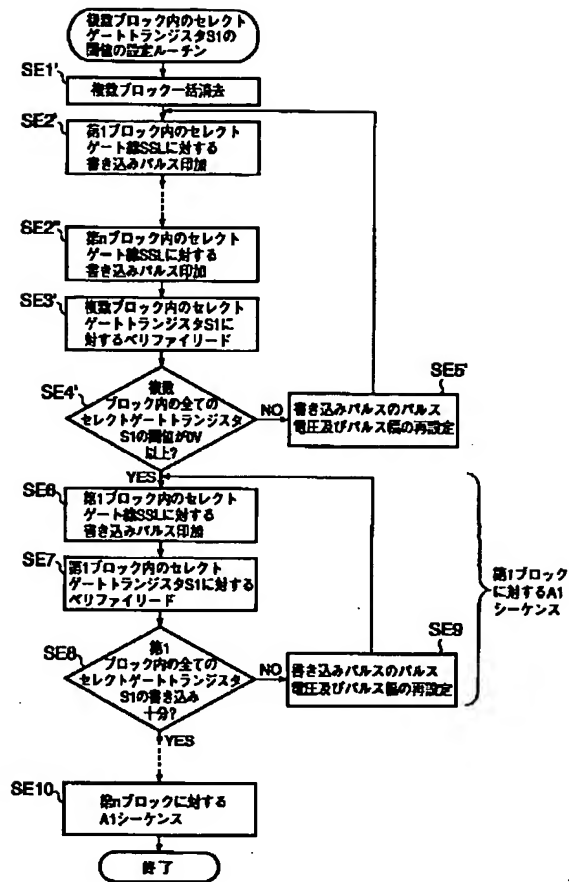 複数ブロック内のセレクト
ゲートトランジスタS1の
閾値の設定ルーチン
SE1'
複数ブロック一括消去
SE2'
第1ブロック内のセレクト
ゲート線SSLに対する
書き込みパルス印加
SE2"
第nブロック内のセレクト
ゲート線SSLに対する
書き込みパルス印加
SE3'
複数ブロック内のセレクト
ゲートトランジスタS1に
対するベリファイリード
SE4'
複数
ブロック内の全ての
セレクトゲートトランジスタ
S1の閾値が0V
以上?
NO
SE5'
書き込みパルスのパルス
電圧及びパルス幅の再設定
YES
SE6
第1ブロック内のセレクト
ゲート線SSLに対する
書き込みパルス印加
SE7
第1ブロック内のセレクト
ゲートトランジスタS1に対する
ベリファイリード
SE8
第1
ブロック内の全ての
セレクトゲートトランジスタ
S1の書き込み
十分?
NO
SE9
書き込みパルスのパルス
電圧及びパルス幅の再設定
第1ブロック
に対するA1
シーケンス
YES
SE10
第nブロックに対する
A1シーケンス
終了